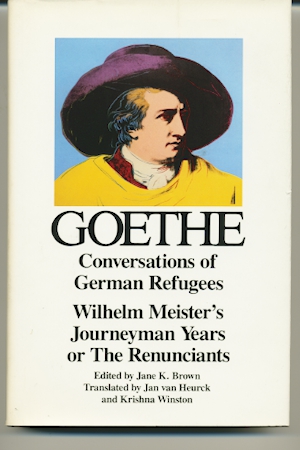 GOETHE
Conversations of
German Refugees
Wilhelm Meister's
Journeyman Years
or The Renunciants
Edited by Jane K. Brown
Translated by Jan van Heurck
and Krishna Winston